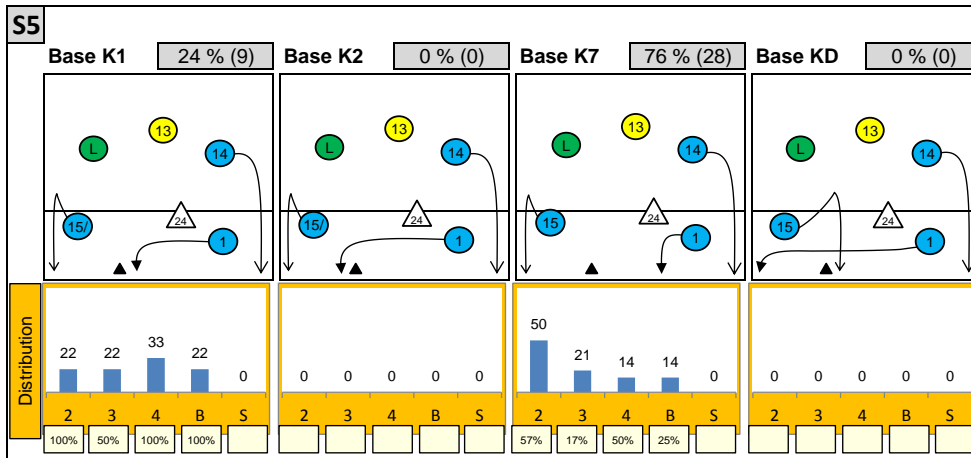 S5
Base K1 24 % (9) Base K2 0 % (0) Base K7 76 % (28) Base KD 0 % (0)
13 13 13 13
L 14 L 14 L 14 L 14
15/ 24 15/ 24 15 24 15 24
1 1 1 1
Distribution
22 22 33 22 0 0 0 0 0 0 50 21 14 14 0 0 0 0 0 0
2 3 4 B S 2 3 4 B S 2 3 4 B S 2 3 4 B S
100% 50% 100% 100% 57% 17% 50% 25%